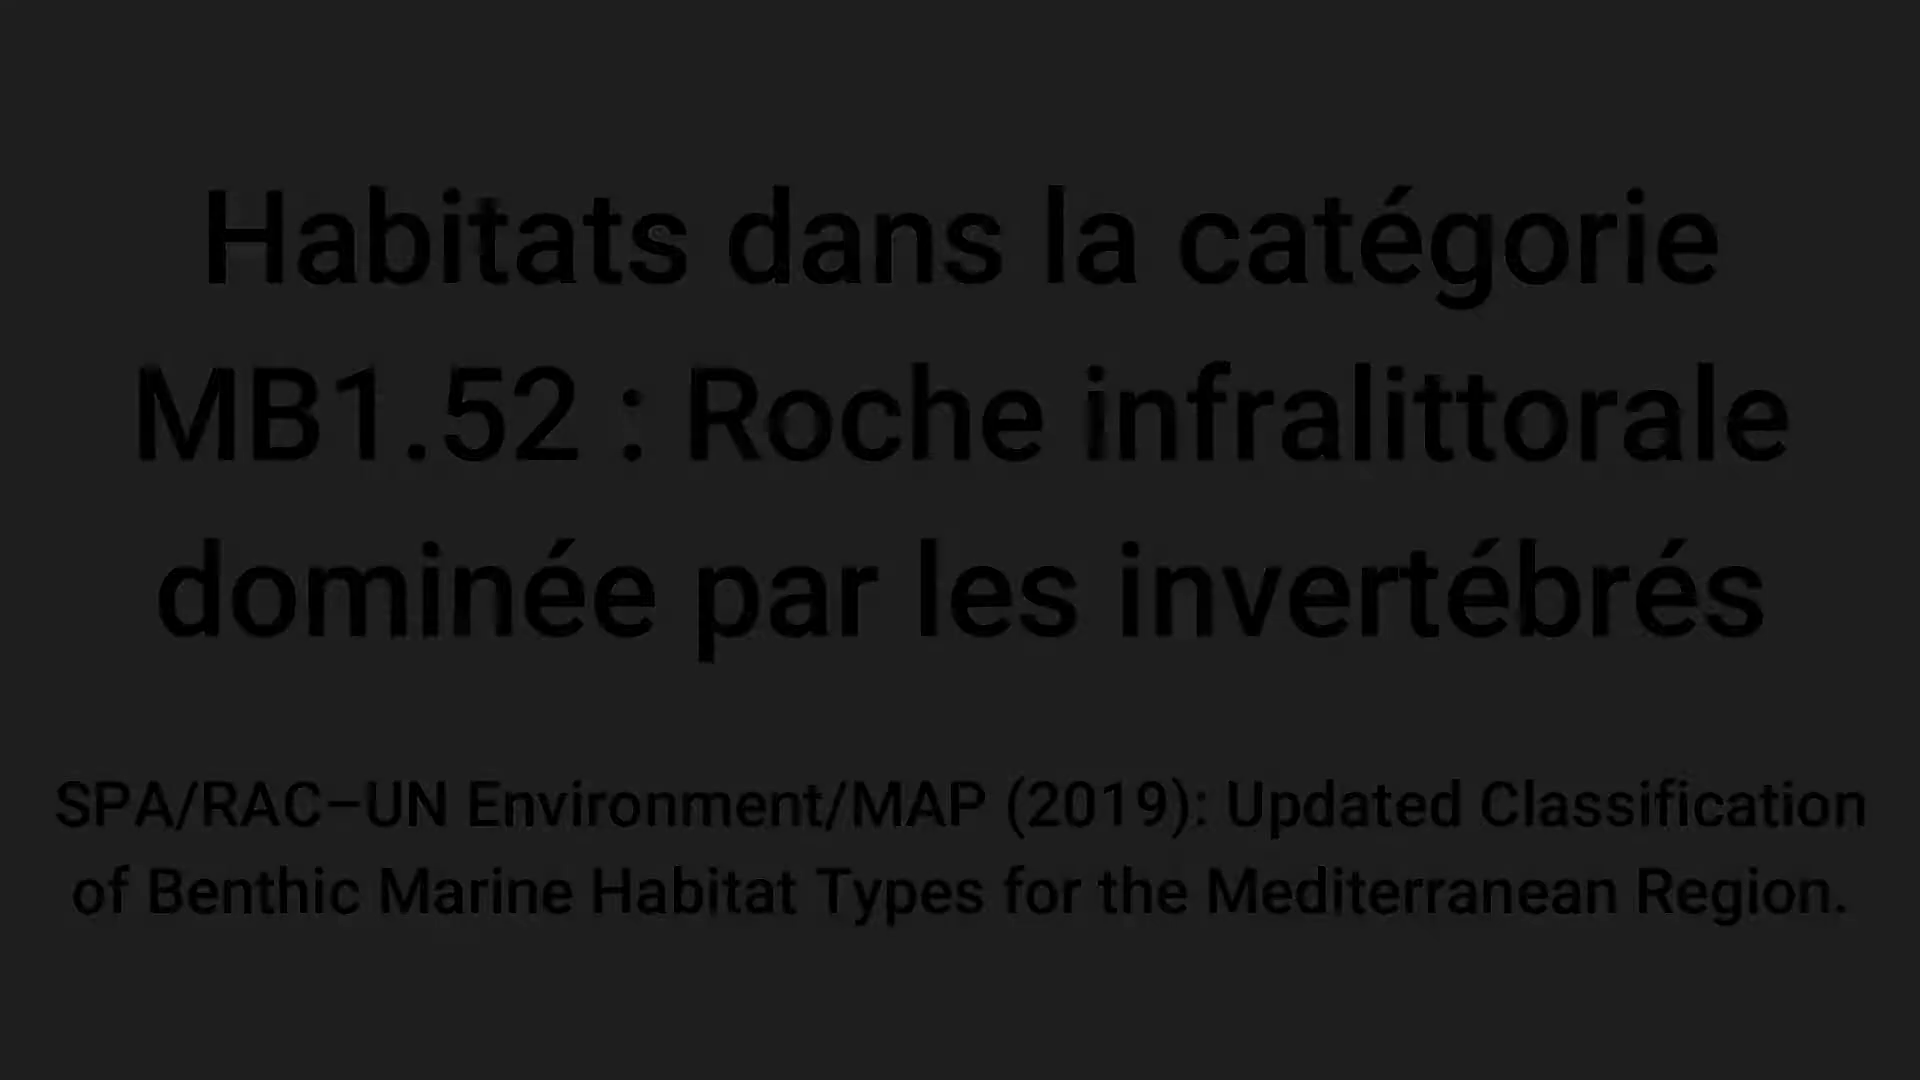 Habitats dans la catégorie
MB1.52 : Roche infralittorale
dominée par les invertébrés
SPA/RAC–UN Environment/MAP (2019): Updated Classification
of Benthic Marine Habitat Types for the Mediterranean Region.